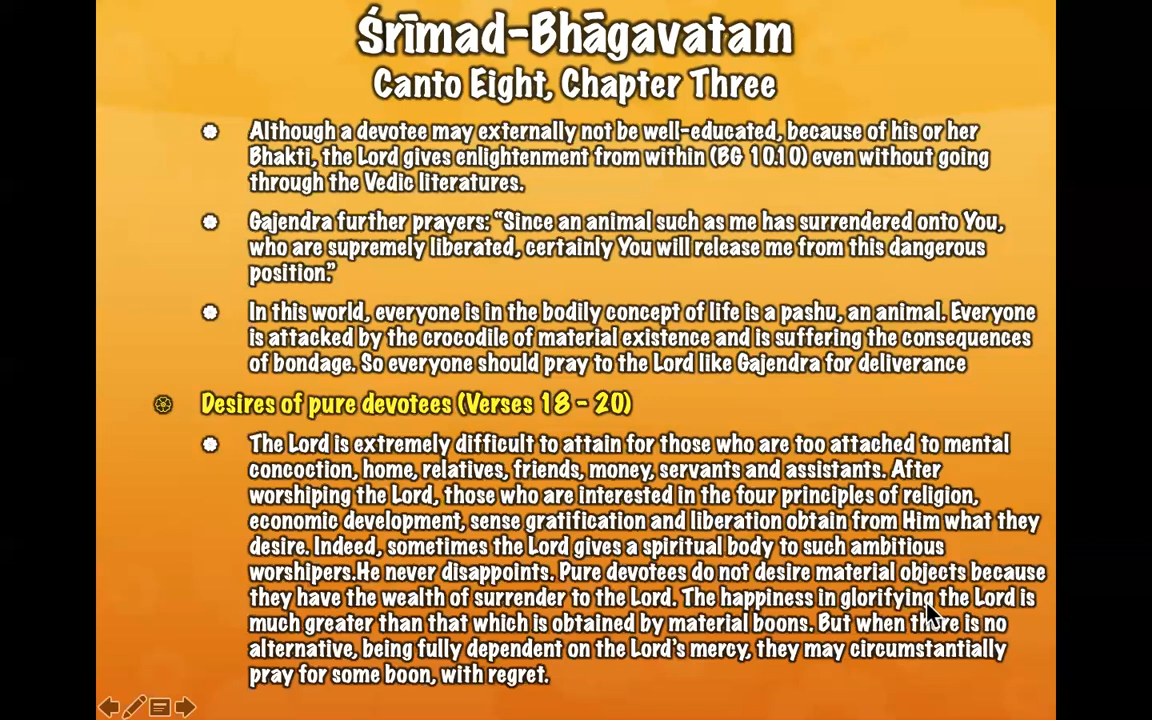 Śrīmad-Bhāgavatam
Canto Eight, Chapter Three
Although a devotee may externally not be well-educated, because of his or her
Bhakti, the Lord gives enlightenment from within (BG 10.10) even without going
through the Vedic literatures.
Gajendra further prayers: “Since an animal such as me has surrendered onto You,
who are supremely liberated, certainly You will release me from this dangerous
position.”
In this world, everyone is in the bodily concept of life is a pashu, an animal. Everyone
is attacked by the crocodile of material existence and is suffering the consequences
of bondage. So everyone should pray to the Lord like Gajendra for deliverance
Desires of pure devotees (Verses 18 – 20)
The Lord is extremely difficult to attain for those who are too attached to mental
concoction, home, relatives, friends, money, servants and assistants. After
worshiping the Lord, those who are interested in the four principles of religion,
economic development, sense gratification and liberation obtain from Him what they
desire. Indeed, sometimes the Lord gives a spiritual body to such ambitious
worshipers.He never disappoints. Pure devotees do not desire material objects because
they have the wealth of surrender to the Lord. The happiness in glorifying the Lord is
much greater than that which is obtained by material boons. But when there is no
alternative, being fully dependent on the Lord’s mercy, they may circumstantially
pray for some boon, with regret.